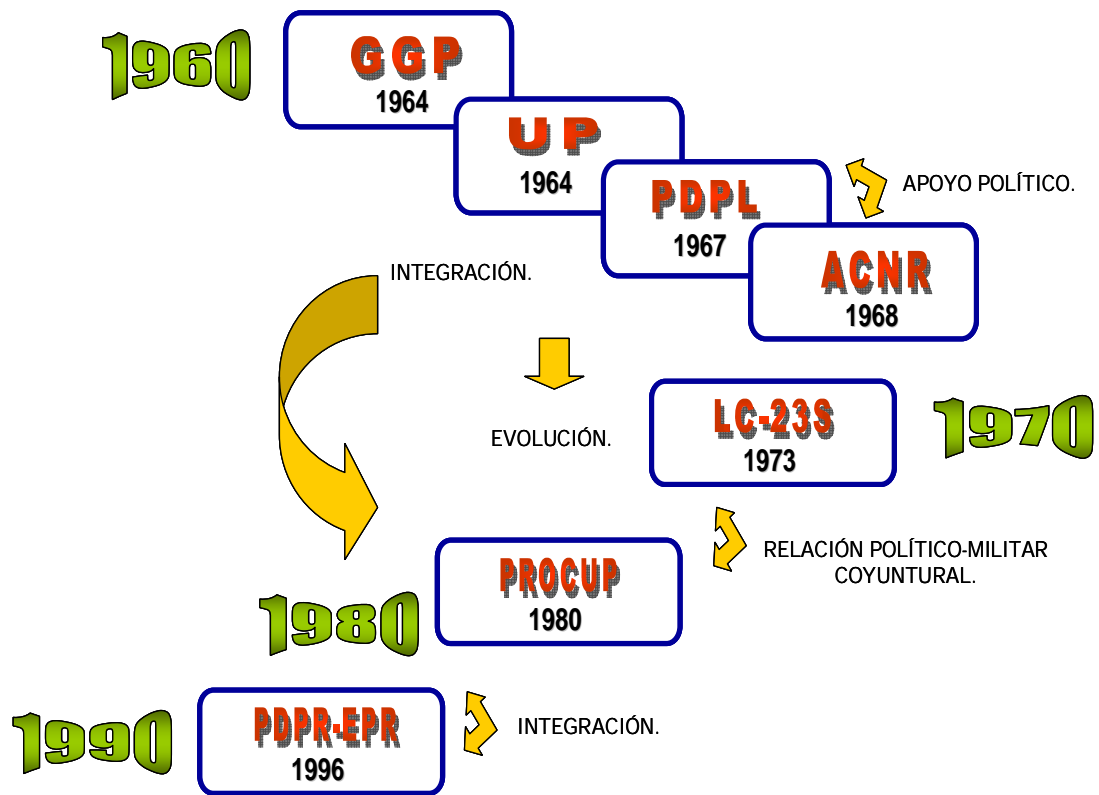 1960
GGP
1964
UP
1964
PDPL
1967
APOYO POLÍTICO.
ACNR
1968
INTEGRACIÓN.
EVOLUCIÓN.
LC-23S
1973
1970
RELACIÓN POLÍTICO-MILITAR
COYUNTURAL.
PROCUP
1980
1980
PDPR-EPR
1996
1990
INTEGRACIÓN.